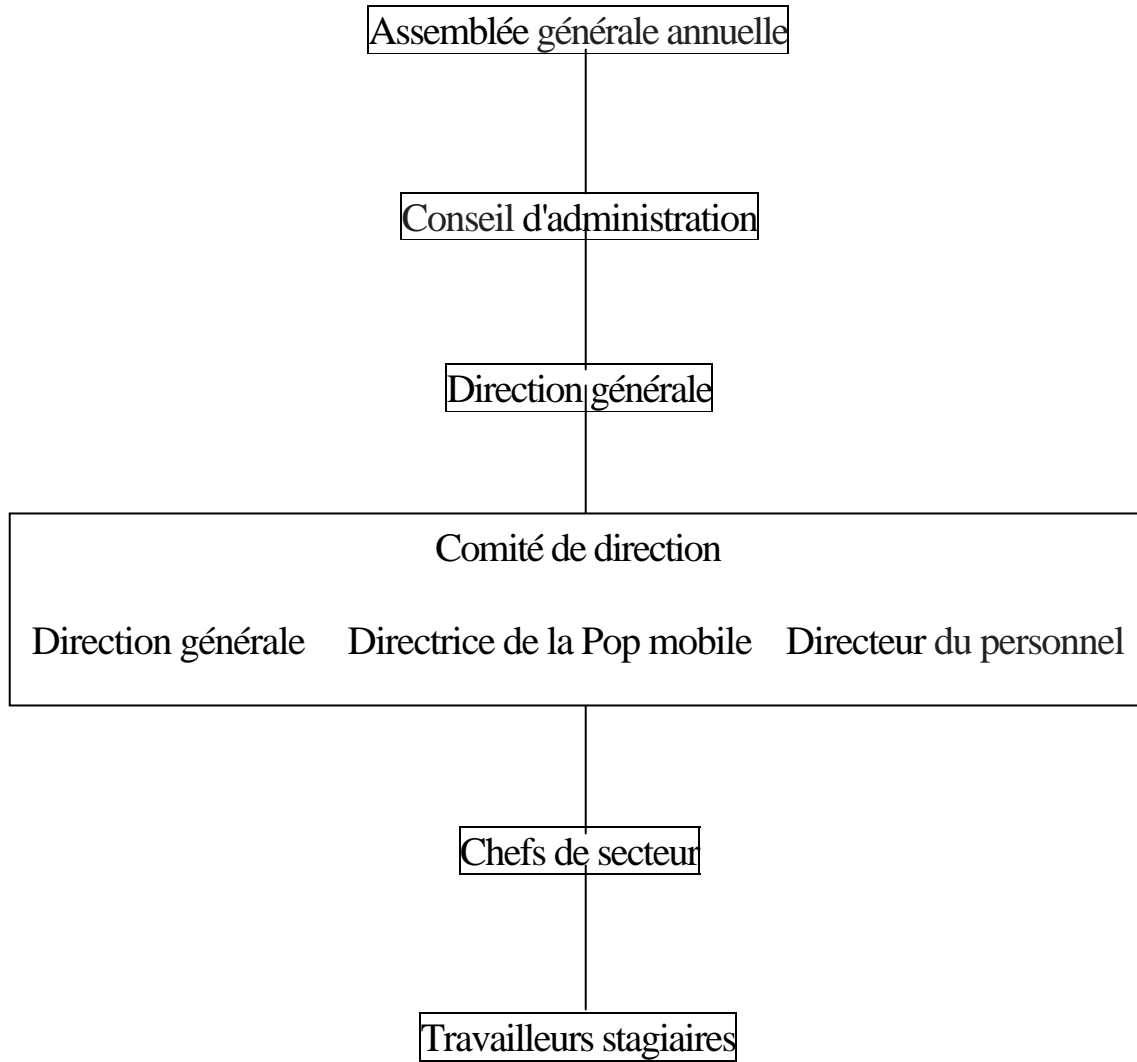 Assemblée générale annuelle
Conseil d'administration
Direction générale
Comité de direction
Direction générale Directrice de la Pop mobile Directeur du personnel
Chefs de secteur
Travailleurs stagiaires